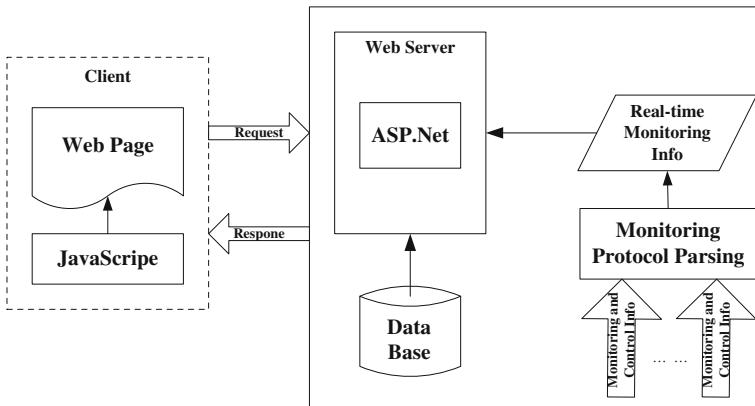 Client
Web Page
JavaScripe
Request
Respone
Web Server
ASP.Net
Data
Base
Real-time
Monitoring
Info
Monitoring
Protocol Parsing
Monitoring and
Control Info
... ...
Monitoring and
Control Info